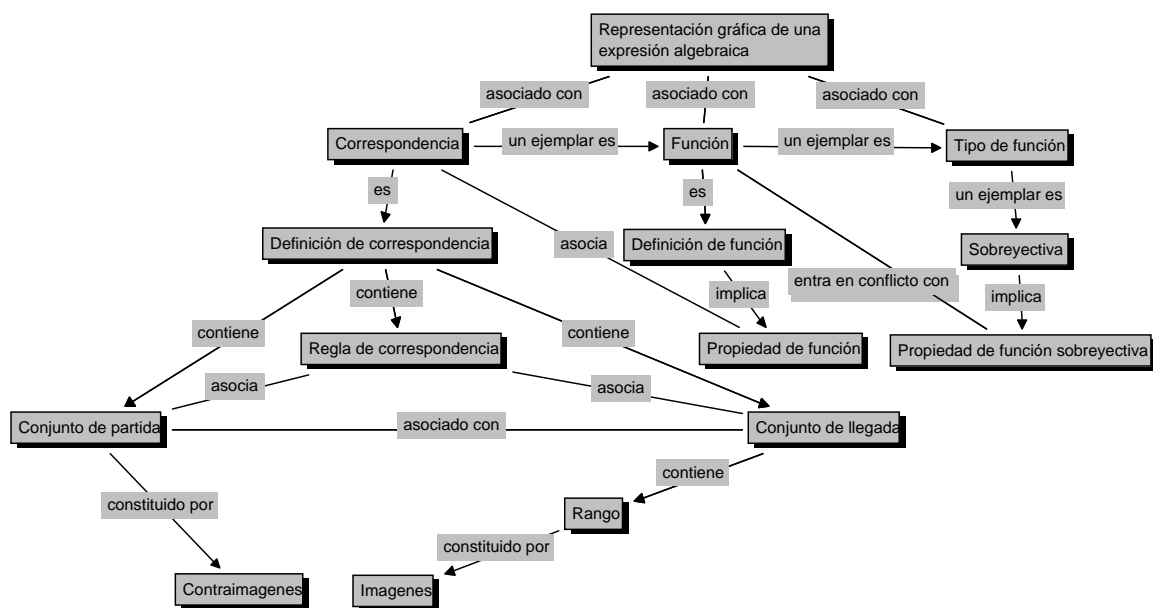 Representación gráfica de una
expresión algebraica
asociado con
asociado con
asociado con
Correspondencia
un ejemplar es
Función
un ejemplar es
Tipo de función
es
es
un ejemplar es
Definición de correspondencia
asocia
Definición de función
Sobreyectiva
contiene
implica
entra en conflicto con
implica
contiene
contiene
Regla de correspondencia
Propiedad de función
Propiedad de función sobreyectiva
asocia
asocia
Conjunto de partida
asociado con
Conjunto de llegada
contiene
constituido por
Rango
constituido por
Contraimagenes
Imagenes